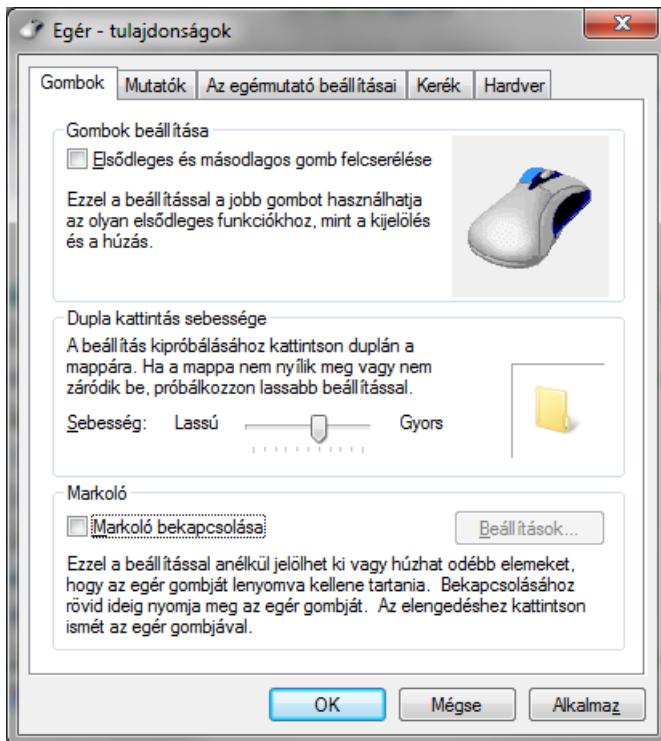 Egér - tulajdonságok
Gombok Mutatók Az egérmutató beállításai Kerék Hardver
Gombok beállítása
Elsődleges és másodlagos gomb felcserélése
Ezzel a beállítással a jobb gombot használhatja
az olyan elsődleges funkciókhoz, mint a kijelölés
és a húzás.
Dupla kattintás sebessége
A beállítás kipróbálásához kattintson duplán a
mappára. Ha a mappa nem nyílik meg vagy nem
záródik be, próbálkozzon lassabb beállítással.
Sebesség: Lassú Gyors
Markoló
Markoló bekapcsolása
Beállítások...
Ezzel a beállítással anélkül jelölhet ki vagy húzhat odébb elemeket,
hogy az egér gombját lenyomva kellene tartania. Bekapcsolásához
rövid ideig nyomja meg az egér gombját. Az elengedéshez kattintson
ismét az egér gombjával.
OK Mégse Alkalmaz